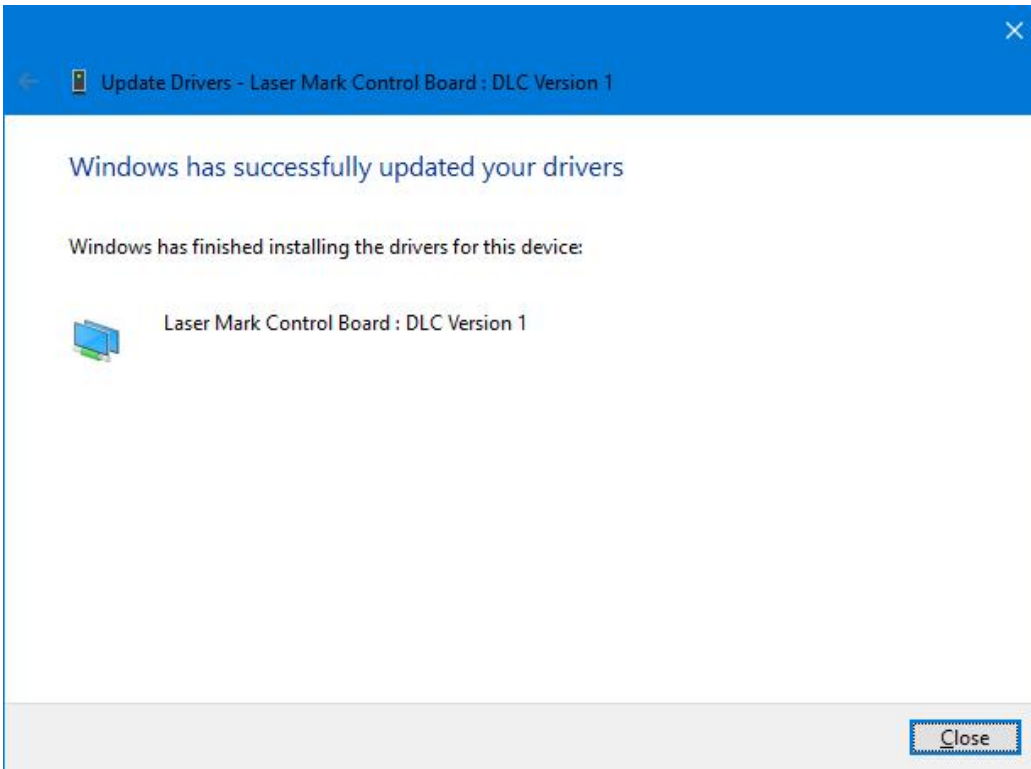 Update Drivers - Laser Mark Control Board : DLC Version 1
Windows has successfully updated your drivers
Windows has finished installing the drivers for this device:
Laser Mark Control Board : DLC Version 1
Close